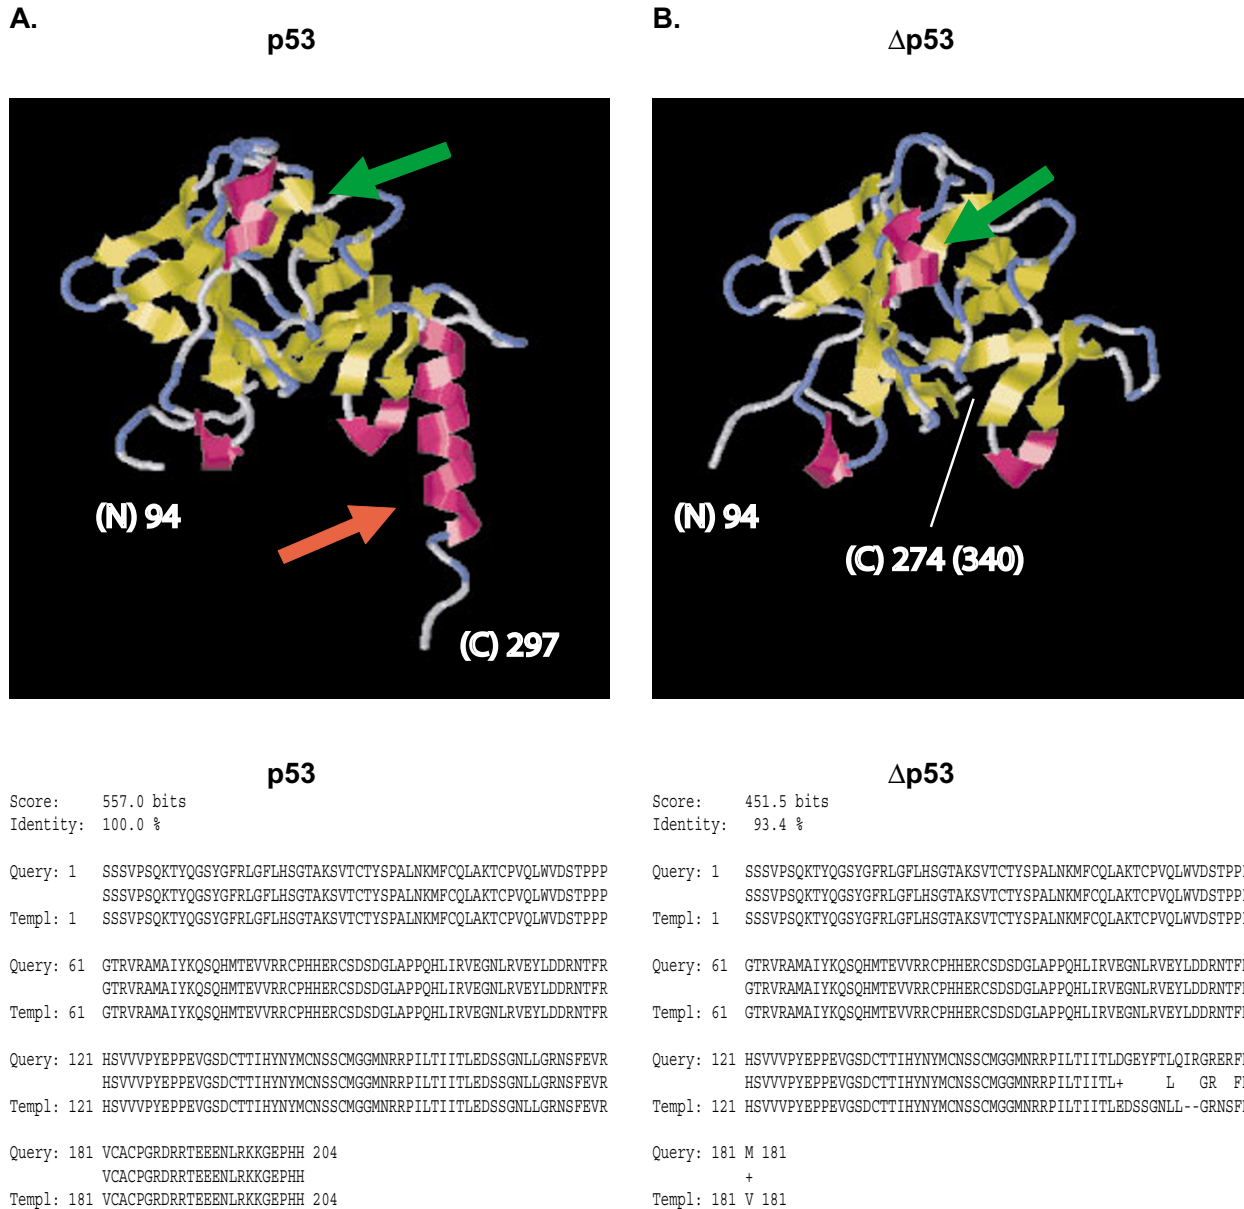 A.
p53
(N) 94
(C) 297
B.
Δp53
(N) 94
(C) 274 (340)
p53
Score: 557.0 bits
Identity: 100.0 %
Query: 1 SSSVPSQKTYQGSYGFRLGFLHSGTAKSVTCTYSPALNKMFCQLAKTCPVQLWVDSTPPP
SSSVPSQKTYQGSYGFRLGFLHSGTAKSVTCTYSPALNKMFCQLAKTCPVQLWVDSTPPP
Templ: 1 SSSVPSQKTYQGSYGFRLGFLHSGTAKSVTCTYSPALNKMFCQLAKTCPVQLWVDSTPPP
Query: 61 GTRVRAMAIYKQSQHMTEVVRRCPHHERCSDSDGLAPPQHLIRVEGNLRVEYLDDRNTFR
GTRVRAMAIYKQSQHMTEVVRRCPHHERCSDSDGLAPPQHLIRVEGNLRVEYLDDRNTFR
Templ: 61 GTRVRAMAIYKQSQHMTEVVRRCPHHERCSDSDGLAPPQHLIRVEGNLRVEYLDDRNTFR
Query: 121 HSVVVPYEPPEVGSDCTTIHYNYMCNSSCMGGMNRRPILTIITLEDSSGNLLGRNSFEVR
HSVVVPYEPPEVGSDCTTIHYNYMCNSSCMGGMNRRPILTIITLEDSSGNLLGRNSFEVR
Templ: 121 HSVVVPYEPPEVGSDCTTIHYNYMCNSSCMGGMNRRPILTIITLEDSSGNLLGRNSFEVR
Query: 181 VCACPGRDRRTEEENLRKKGEPHH 204
VCACPGRDRRTEEENLRKKGEPHH
Templ: 181 VCACPGRDRRTEEENLRKKGEPHH 204
Δp53
Score: 451.5 bits
Identity: 93.4 %
Query: 1 SSSVPSQKTYQGSYGFRLGFLHSGTAKSVTCTYSPALNKMFCQLAKTCPVQLWVDSTPP
SSSVPSQKTYQGSYGFRLGFLHSGTAKSVTCTYSPALNKMFCQLAKTCPVQLWVDSTPP
Templ: 1 SSSVPSQKTYQGSYGFRLGFLHSGTAKSVTCTYSPALNKMFCQLAKTCPVQLWVDSTPP
Query: 61 GTRVRAMAIYKQSQHMTEVVRRCPHHERCSDSDGLAPPQHLIRVEGNLRVEYLDDRNTF
GTRVRAMAIYKQSQHMTEVVRRCPHHERCSDSDGLAPPQHLIRVEGNLRVEYLDDRNTF
Templ: 61 GTRVRAMAIYKQSQHMTEVVRRCPHHERCSDSDGLAPPQHLIRVEGNLRVEYLDDRNTF
Query: 121 HSVVVPYEPPEVGSDCTTIHYNYMCNSSCMGGMNRRPILTIITLDGEYFTLQIRGRERF
HSVVVPYEPPEVGSDCTTIHYNYMCNSSCMGGMNRRPILTIITL+ L GR F
Templ: 121 HSVVVPYEPPEVGSDCTTIHYNYMCNSSCMGGMNRRPILTIITLEDSSGNLL--GRNSF
Query: 181 M 181
+
Templ: 181 V 181